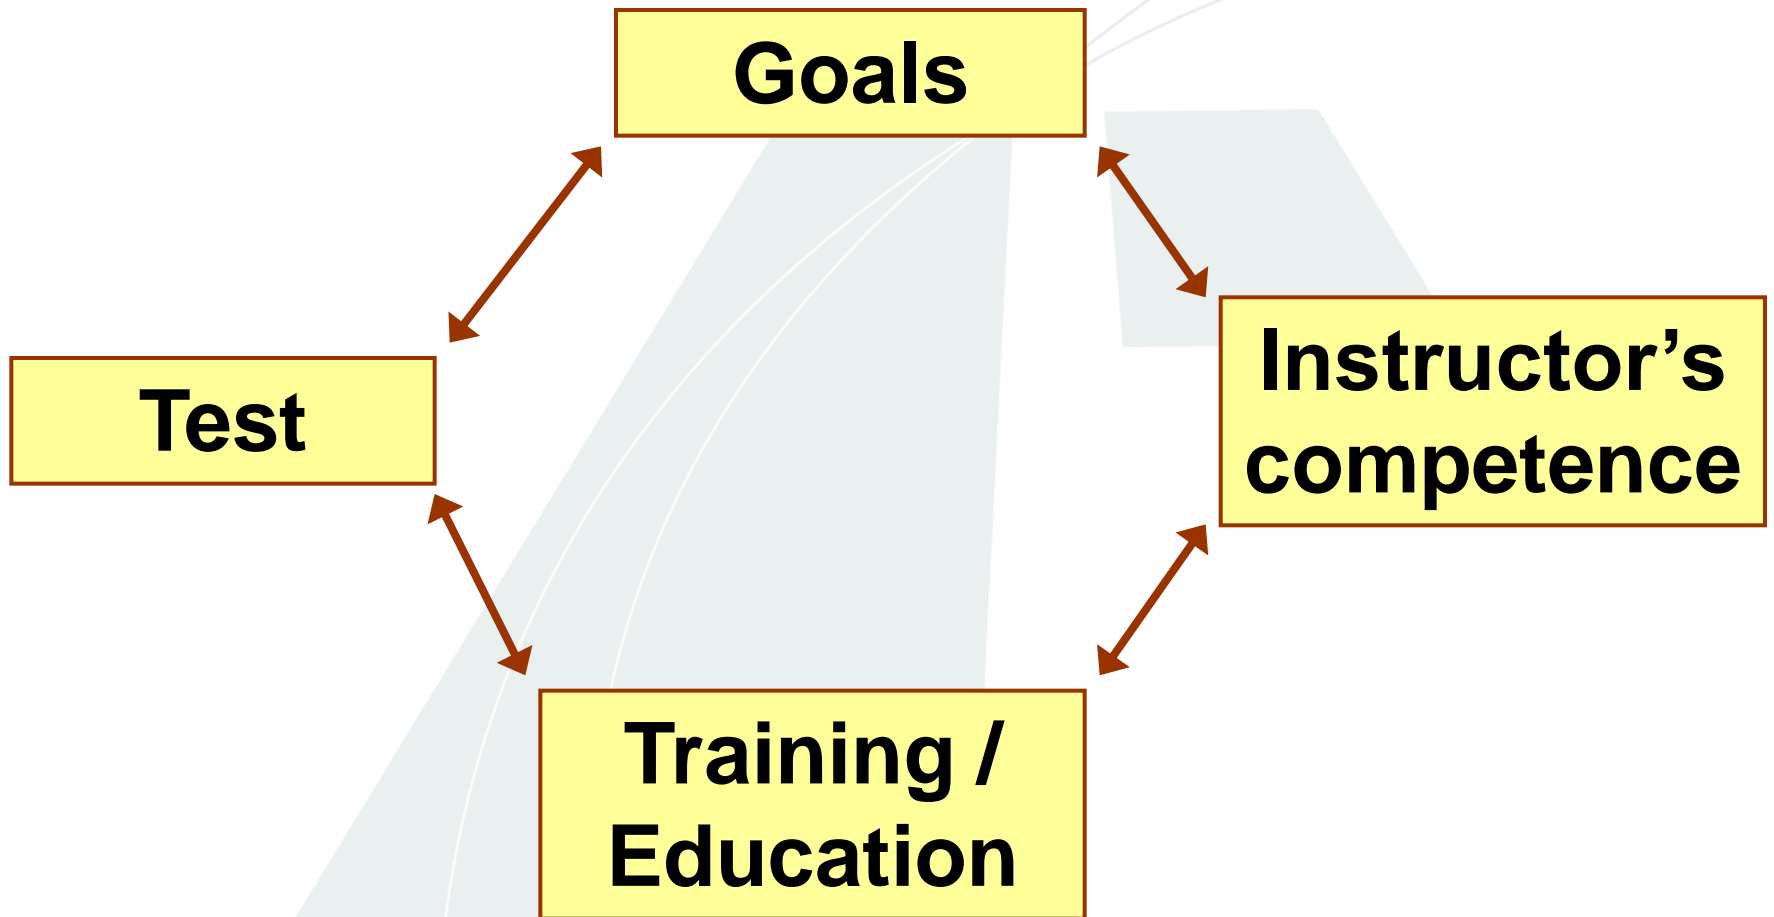 Goals
Test
Instructor’s
competence
Training /
Education